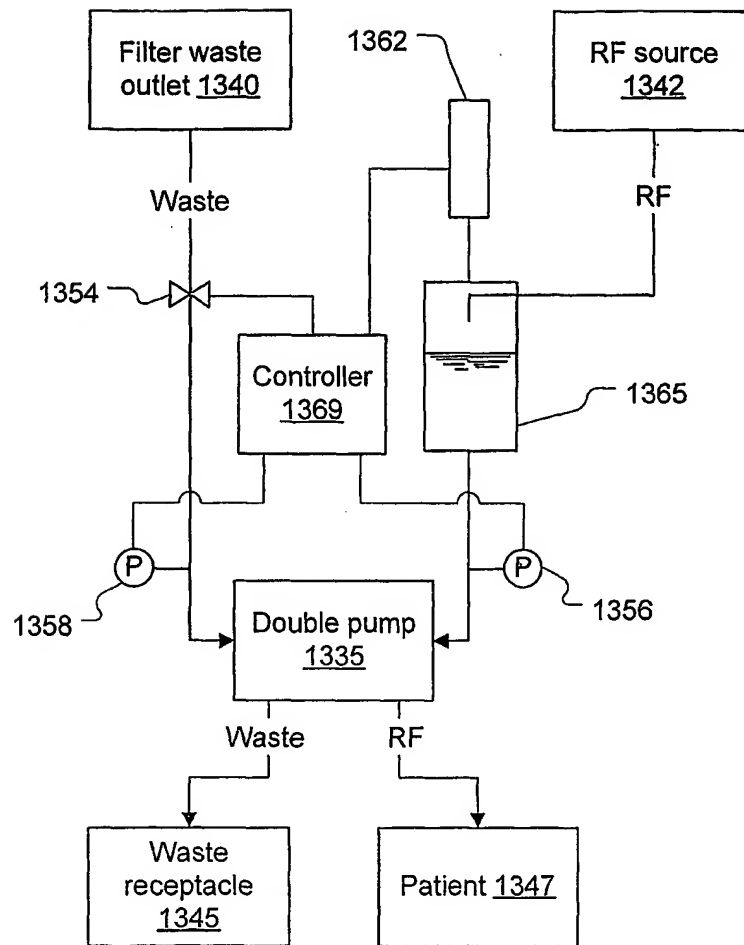 Filter waste
outlet 1340
1362
RF source
1342
Waste
RF
1354
Controller
1369
1365
P
P
1358
1356
Double pump
1335
Waste
RF
Waste
receptacle
1345
Patient 1347